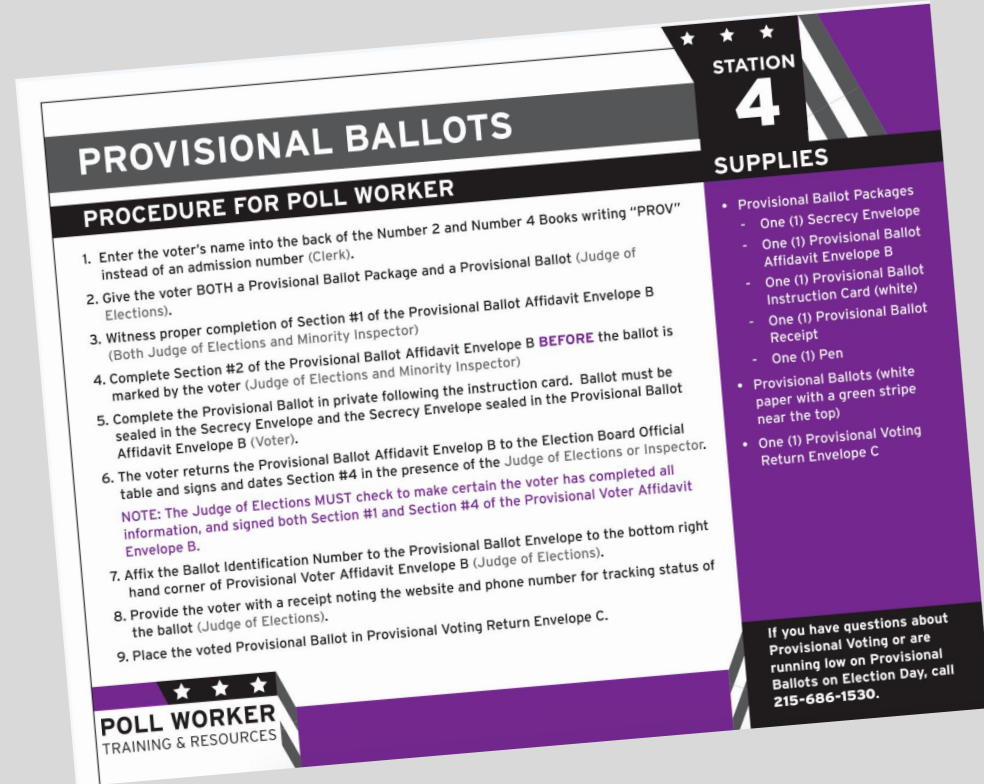 STATION
4
PROVISIONAL BALLOTS
PROCEDURE FOR POLL WORKER
1. Enter the voter's name into the back of the Number 2 and Number 4 Books writing "PROV"
instead of an admission number (Clerk).
2. Give the voter BOTH a Provisional Ballot Package and a Provisional Ballot (Judge of
Elections).
3. Witness proper completion of Section #1 of the Provisional Ballot Affidavit Envelope B
(Both Judge of Elections and Minority Inspector)
4. Complete Section #2 of the Provisional Ballot Affidavit Envelope B BEFORE the ballot is
marked by the voter (Judge of Elections and Minority Inspector)
5. Complete the Provisional Ballot in private following the instruction card. Ballot must be
sealed in the Secrecy Envelope and the Secrecy Envelope sealed in the Provisional Ballot
Affidavit Envelope B (Voter).
6. The voter returns the Provisional Ballot Affidavit Envelop B to the Election Board Official
table and signs and dates Section #4 in the presence of the Judge of Elections or Inspector.
NOTE: The Judge of Elections MUST check to make certain the voter has completed all
information, and signed both Section #1 and Section #4 of the Provisional Voter Affidavit
Envelope B.
7. Affix the Ballot Identification Number to the Provisional Ballot Envelope to the bottom right
hand corner of Provisional Voter Affidavit Envelope B (Judge of Elections).
8. Provide the voter with a receipt noting the website and phone number for tracking status of
the ballot (Judge of Elections).
9. Place the voted Provisional Ballot in Provisional Voting Return Envelope C.
SUPPLIES
• Provisional Ballot Packages
- One (1) Secrecy Envelope
- One (1) Provisional Ballot
Affidavit Envelope B
- One (1) Provisional Ballot
Instruction Card (white)
- One (1) Provisional Ballot
Receipt
- One (1) Pen
• Provisional Ballots (white
paper with a green stripe
near the top)
• One (1) Provisional Voting
Return Envelope C
If you have questions about
Provisional Voting or are
running low on Provisional
Ballots on Election Day, call
215-686-1530.
POLL WORKER
TRAINING & RESOURCES